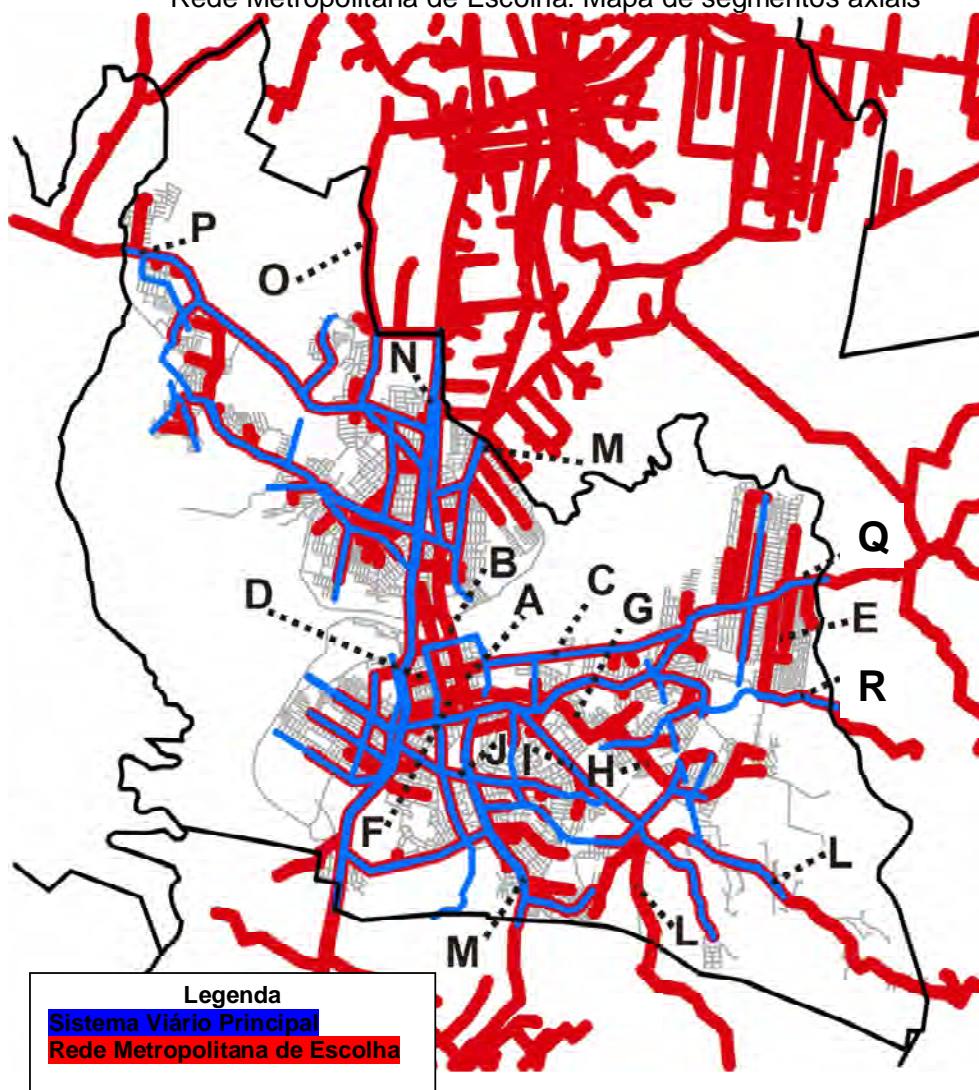 Rede Metropolitana de Escolha. Mapa de segmentos axiais
P
O
N
M
Q
B
A
C
G
D
E
R
J
I
H
F
L
L
M
Legenda
Sistema Viário Principal
Rede Metropolitana de Escolha